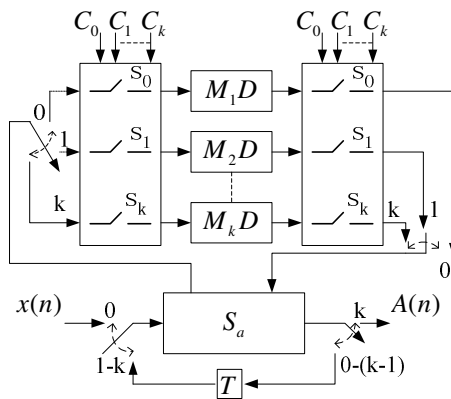 C₀ C₁ Cₖ C₀ C₁ Cₖ
S₀ M₁D S₀
0
1 S₁ M₂D S₁ 1
k Sₖ MₖD Sₖ k
0
x(n) 0 Sₐ k A(n)
1-k T 0-(k-1)